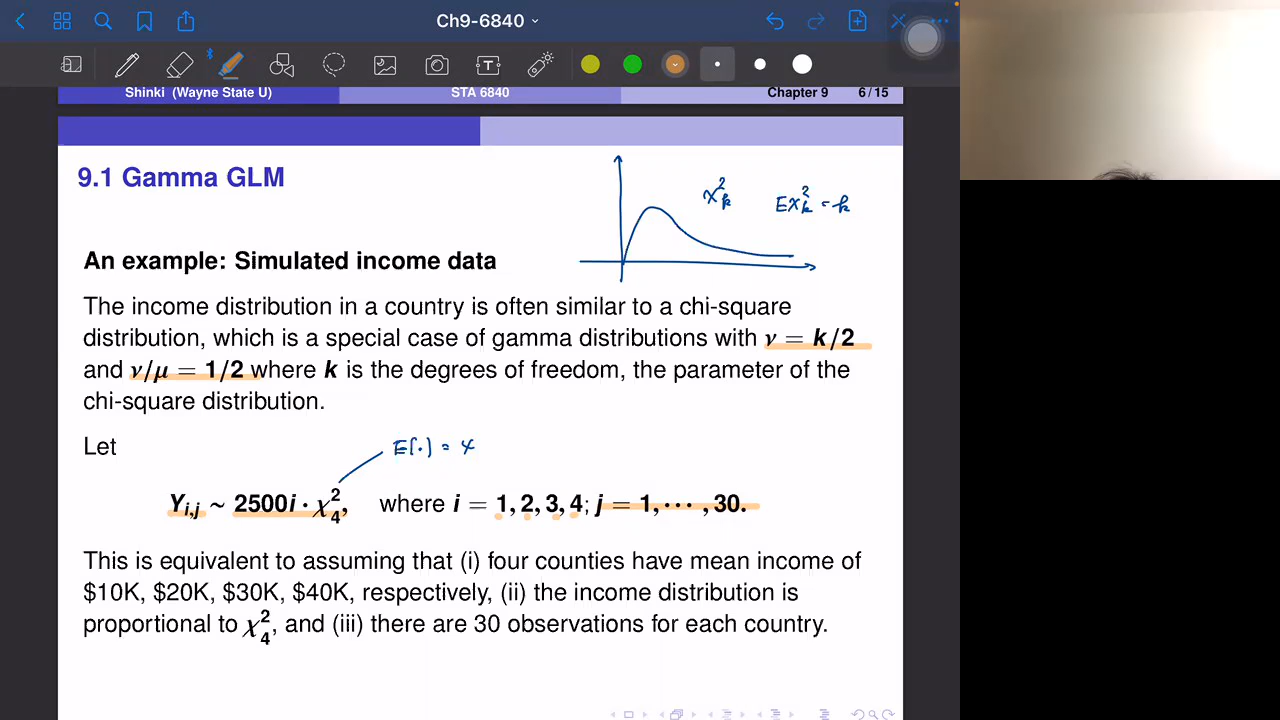 Ch9-6840
Shinki (Wayne State U) STA 6840 Chapter 9 6 / 15
9.1 Gamma GLM
χ²ₖ Eχ²ₖ = k
An example: Simulated income data
The income distribution in a country is often similar to a chi-square
distribution, which is a special case of gamma distributions with ν = k/2
and ν/μ = 1/2 where k is the degrees of freedom, the parameter of the
chi-square distribution.
Let
E[·] = 4
Yᵢ,ⱼ ~ 2500i · χ²₄, where i = 1, 2, 3, 4; j = 1, ··· , 30.
This is equivalent to assuming that (i) four counties have mean income of
$10K, $20K, $30K, $40K, respectively, (ii) the income distribution is
proportional to χ²₄, and (iii) there are 30 observations for each country.